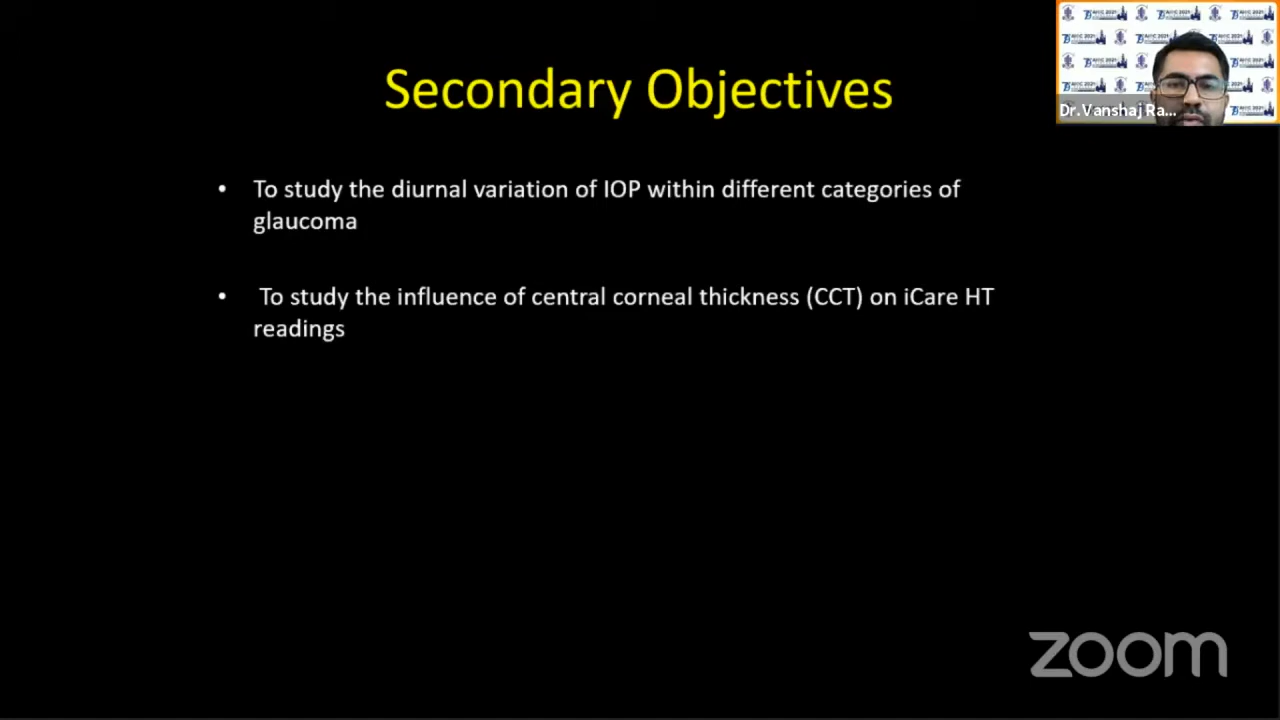 Secondary Objectives
Dr.Vanshaj Ra...
• To study the diurnal variation of IOP within different categories of
glaucoma
• To study the influence of central corneal thickness (CCT) on iCare HT
readings
zoom